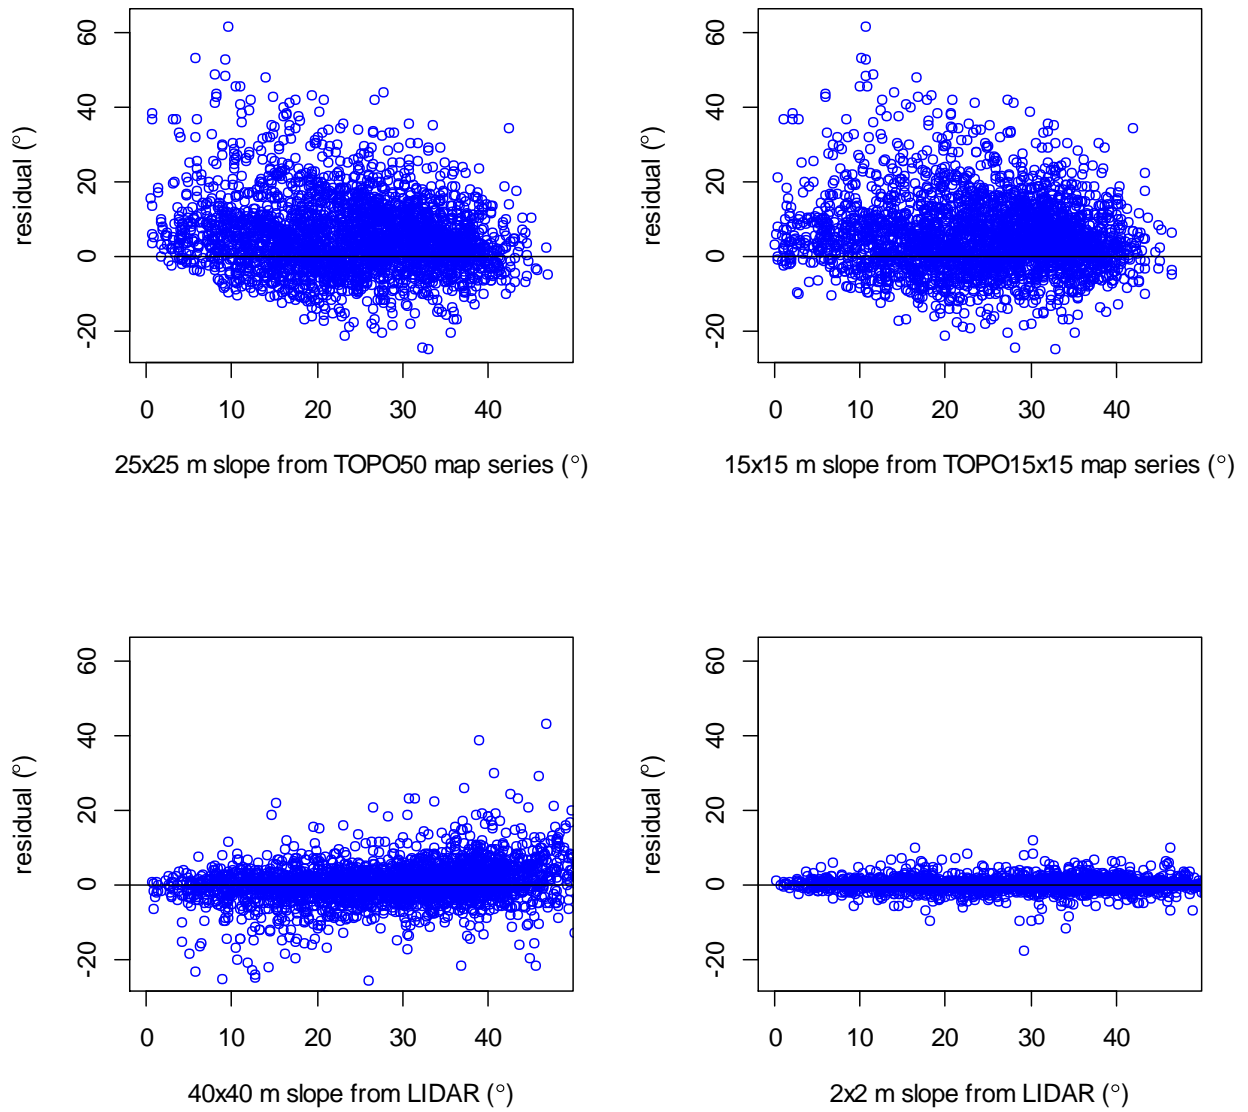 60
40
20
0
-20
residual (°)
0 10 20 30 40
25x25 m slope from TOPO50 map series (°)
60
40
20
0
-20
residual (°)
0 10 20 30 40
15x15 m slope from TOPO15x15 map series (°)
60
40
20
0
-20
residual (°)
0 10 20 30 40
40x40 m slope from LIDAR (°)
60
40
20
0
-20
residual (°)
0 10 20 30 40
2x2 m slope from LIDAR (°)